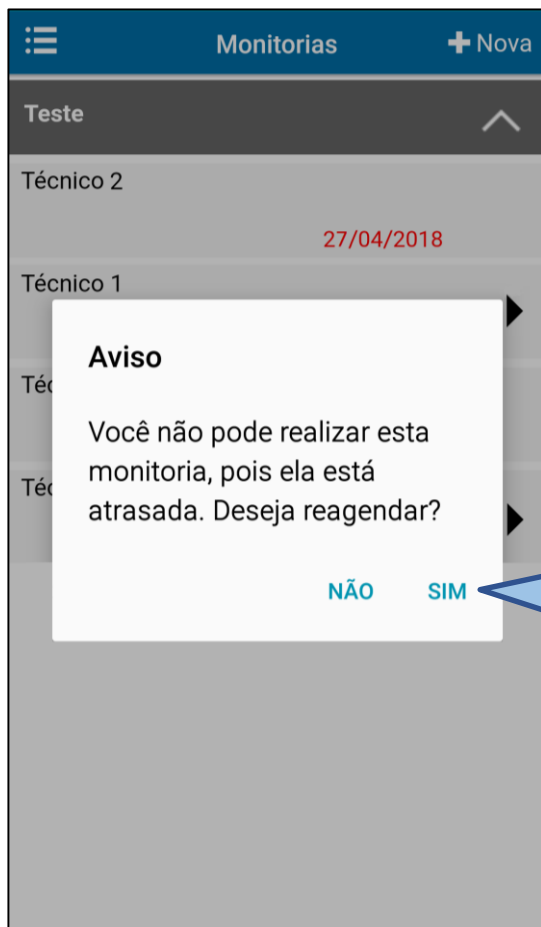 Monitorias
Nova
Teste
Técnico 2
27/04/2018
Técnico 1
Aviso
Você não pode realizar esta
monitoria, pois ela está
atrasada. Deseja reagendar?
NÃO SIM